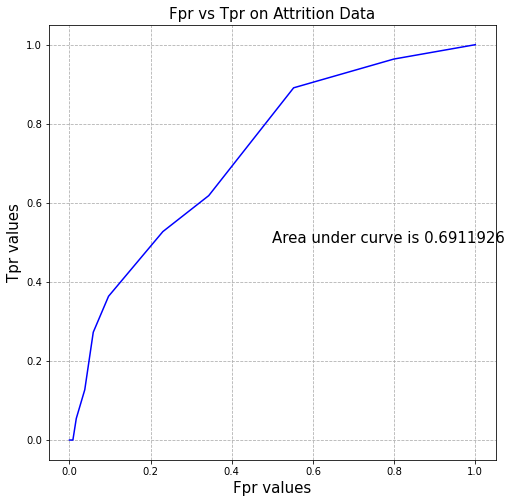 Fpr vs Tpr on Attrition Data
1.0
0.8
0.6
0.4
0.2
0.0
Tpr values
Area under curve is 0.6911926
0.0 0.2 0.4 0.6 0.8 1.0
Fpr values